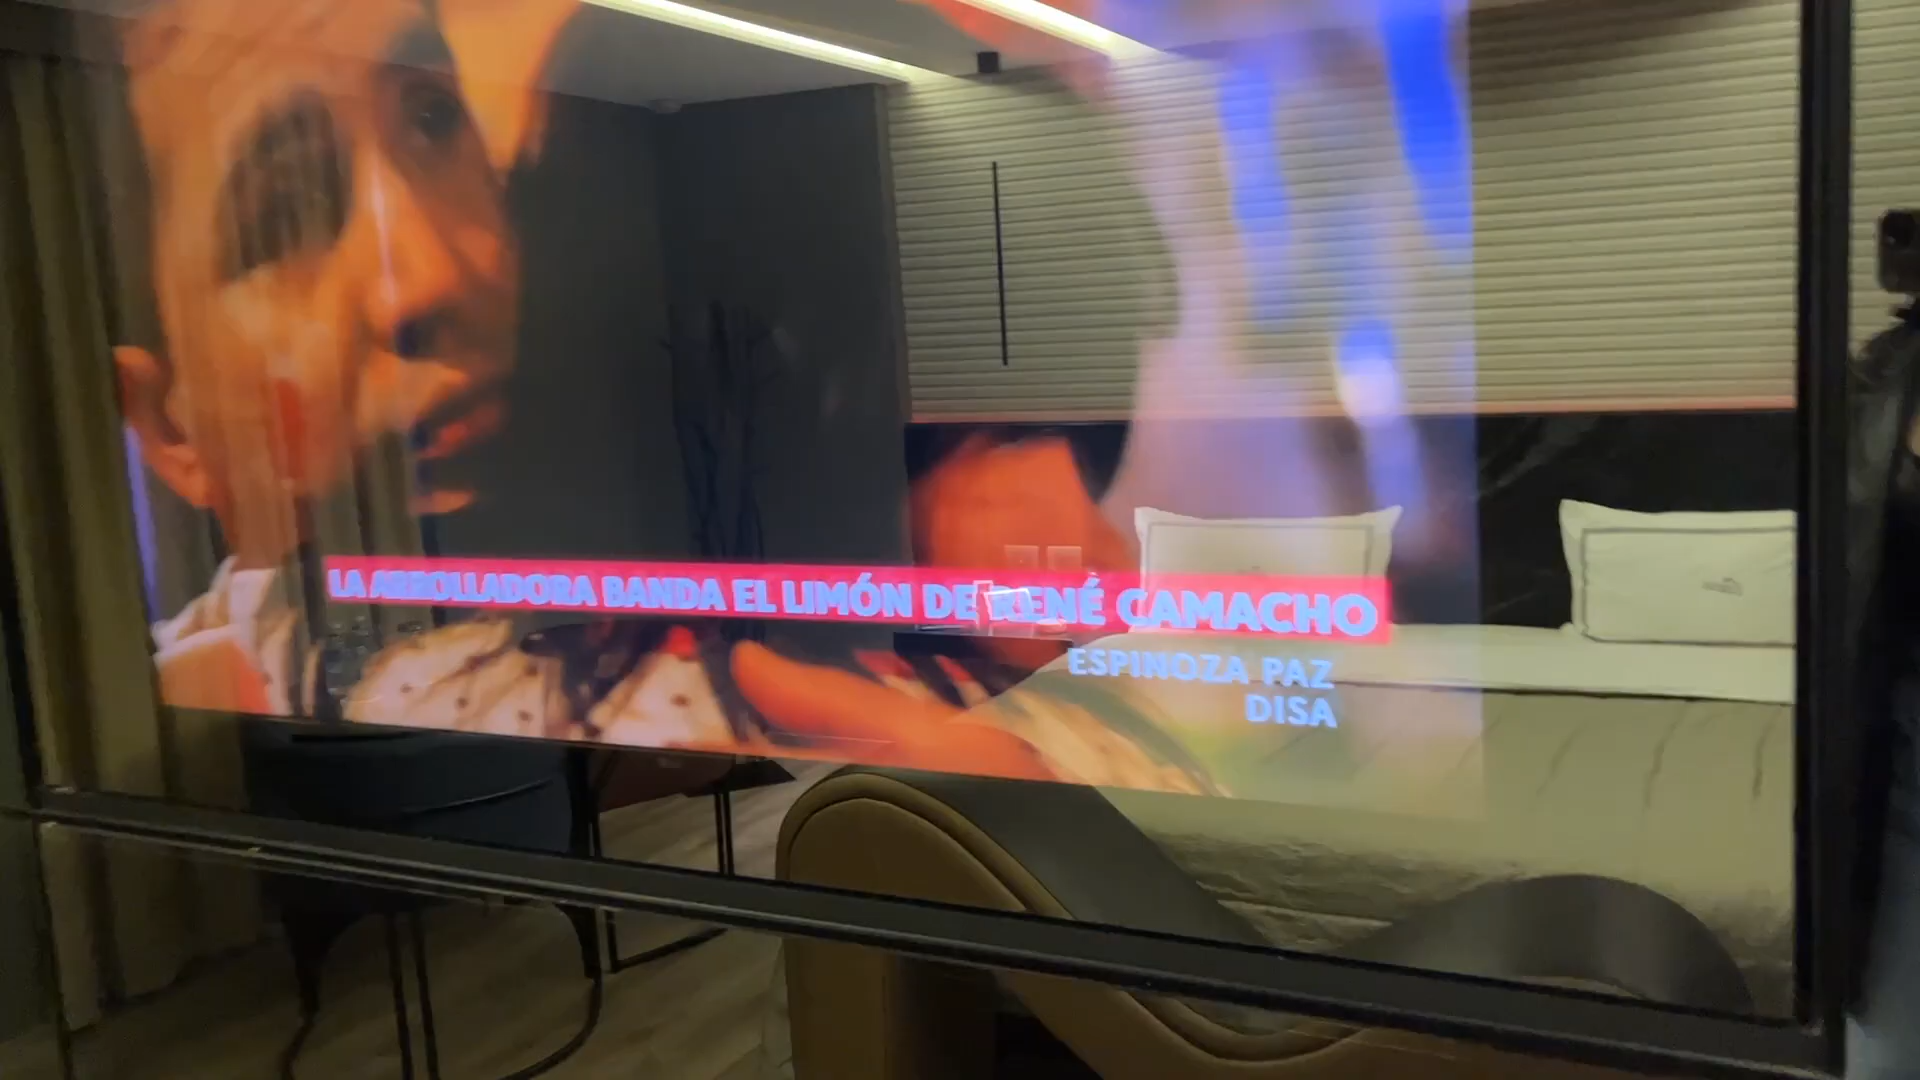 LA ARROLLADORA BANDA EL LIMÓN DE RENÉ CAMACHO
ESPINOZA PAZ
DISA